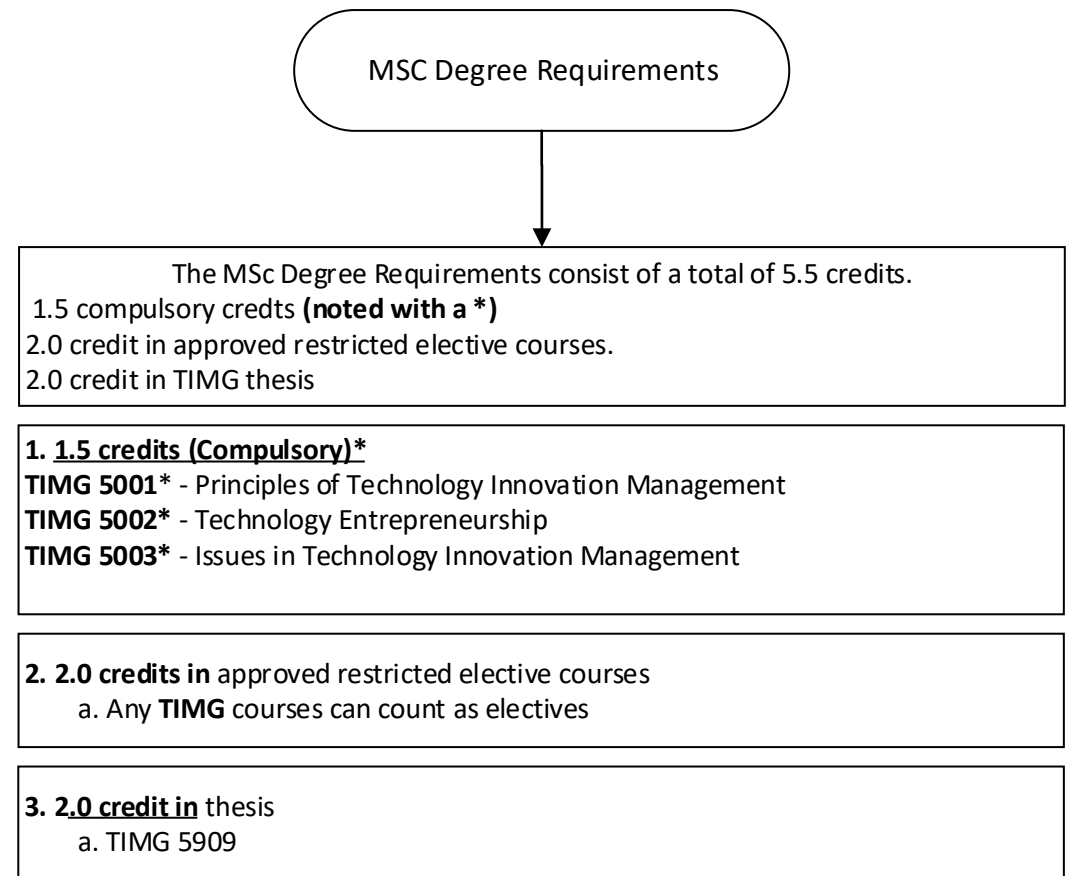 MSC Degree Requirements
The MSc Degree Requirements consist of a total of 5.5 credits.
1.5 compulsory credts (noted with a *)
2.0 credit in approved restricted elective courses.
2.0 credit in TIMG thesis
1. 1.5 credits (Compulsory)*
TIMG 5001* - Principles of Technology Innovation Management
TIMG 5002* - Technology Entrepreneurship
TIMG 5003* - Issues in Technology Innovation Management
2. 2.0 credits in approved restricted elective courses
a. Any TIMG courses can count as electives
3. 2.0 credit in thesis
a. TIMG 5909